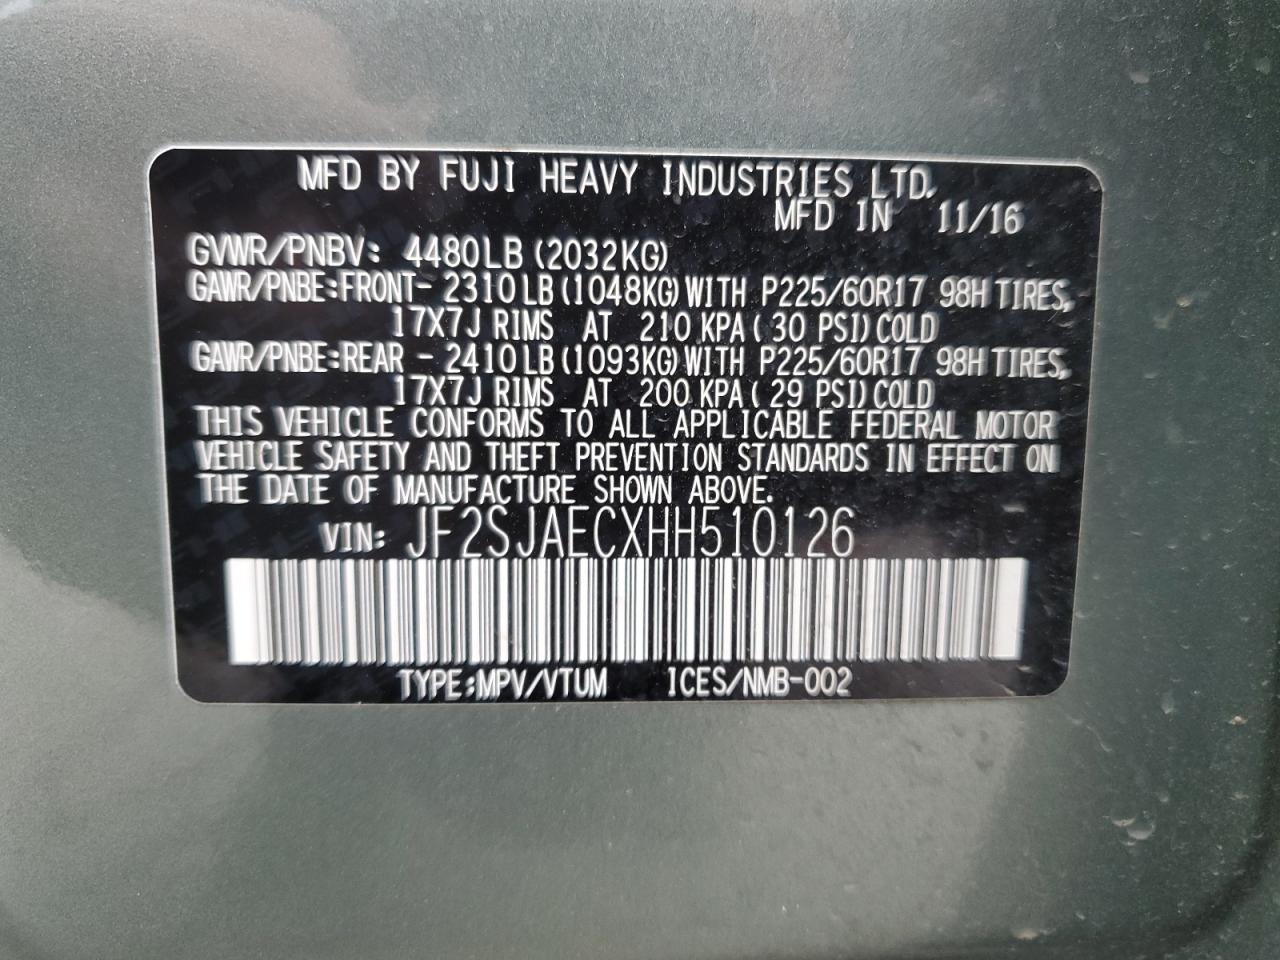 MFD BY FUJI HEAVY INDUSTRIES LTD.
MFD IN 11/16
GVWR/PNBV: 4480LB (2032KG)
GAWR/PNBE:FRONT- 2310LB(1048KG)WITH P225/60R17 98H TIRES,
17X7J RIMS AT 210 KPA( 30 PSI)COLD
GAWR/PNBE:REAR - 2410LB(1093KG)WITH P225/60R17 98H TIRES,
17X7J RIMS AT 200 KPA( 29 PSI)COLD
THIS VEHICLE CONFORMS TO ALL APPLICABLE FEDERAL MOTOR
VEHICLE SAFETY AND THEFT PREVENTION STANDARDS IN EFFECT ON
THE DATE OF MANUFACTURE SHOWN ABOVE.
VIN: JF2SJAECXHH510126
TYPE:MPV/VTUM ICES/NMB-002